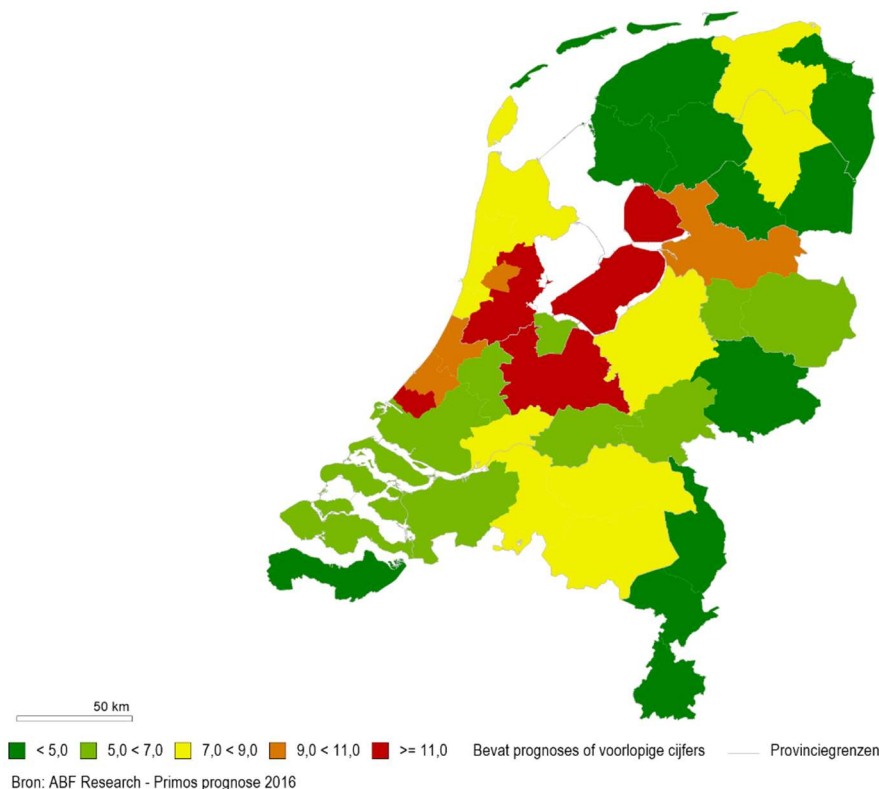 50 km
< 5,0 5,0 < 7,0 7,0 < 9,0 9,0 < 11,0 >= 11,0 Bevat prognoses of voorlopige cijfers Provinciegrenzen
Bron: ABF Research - Primos prognose 2016